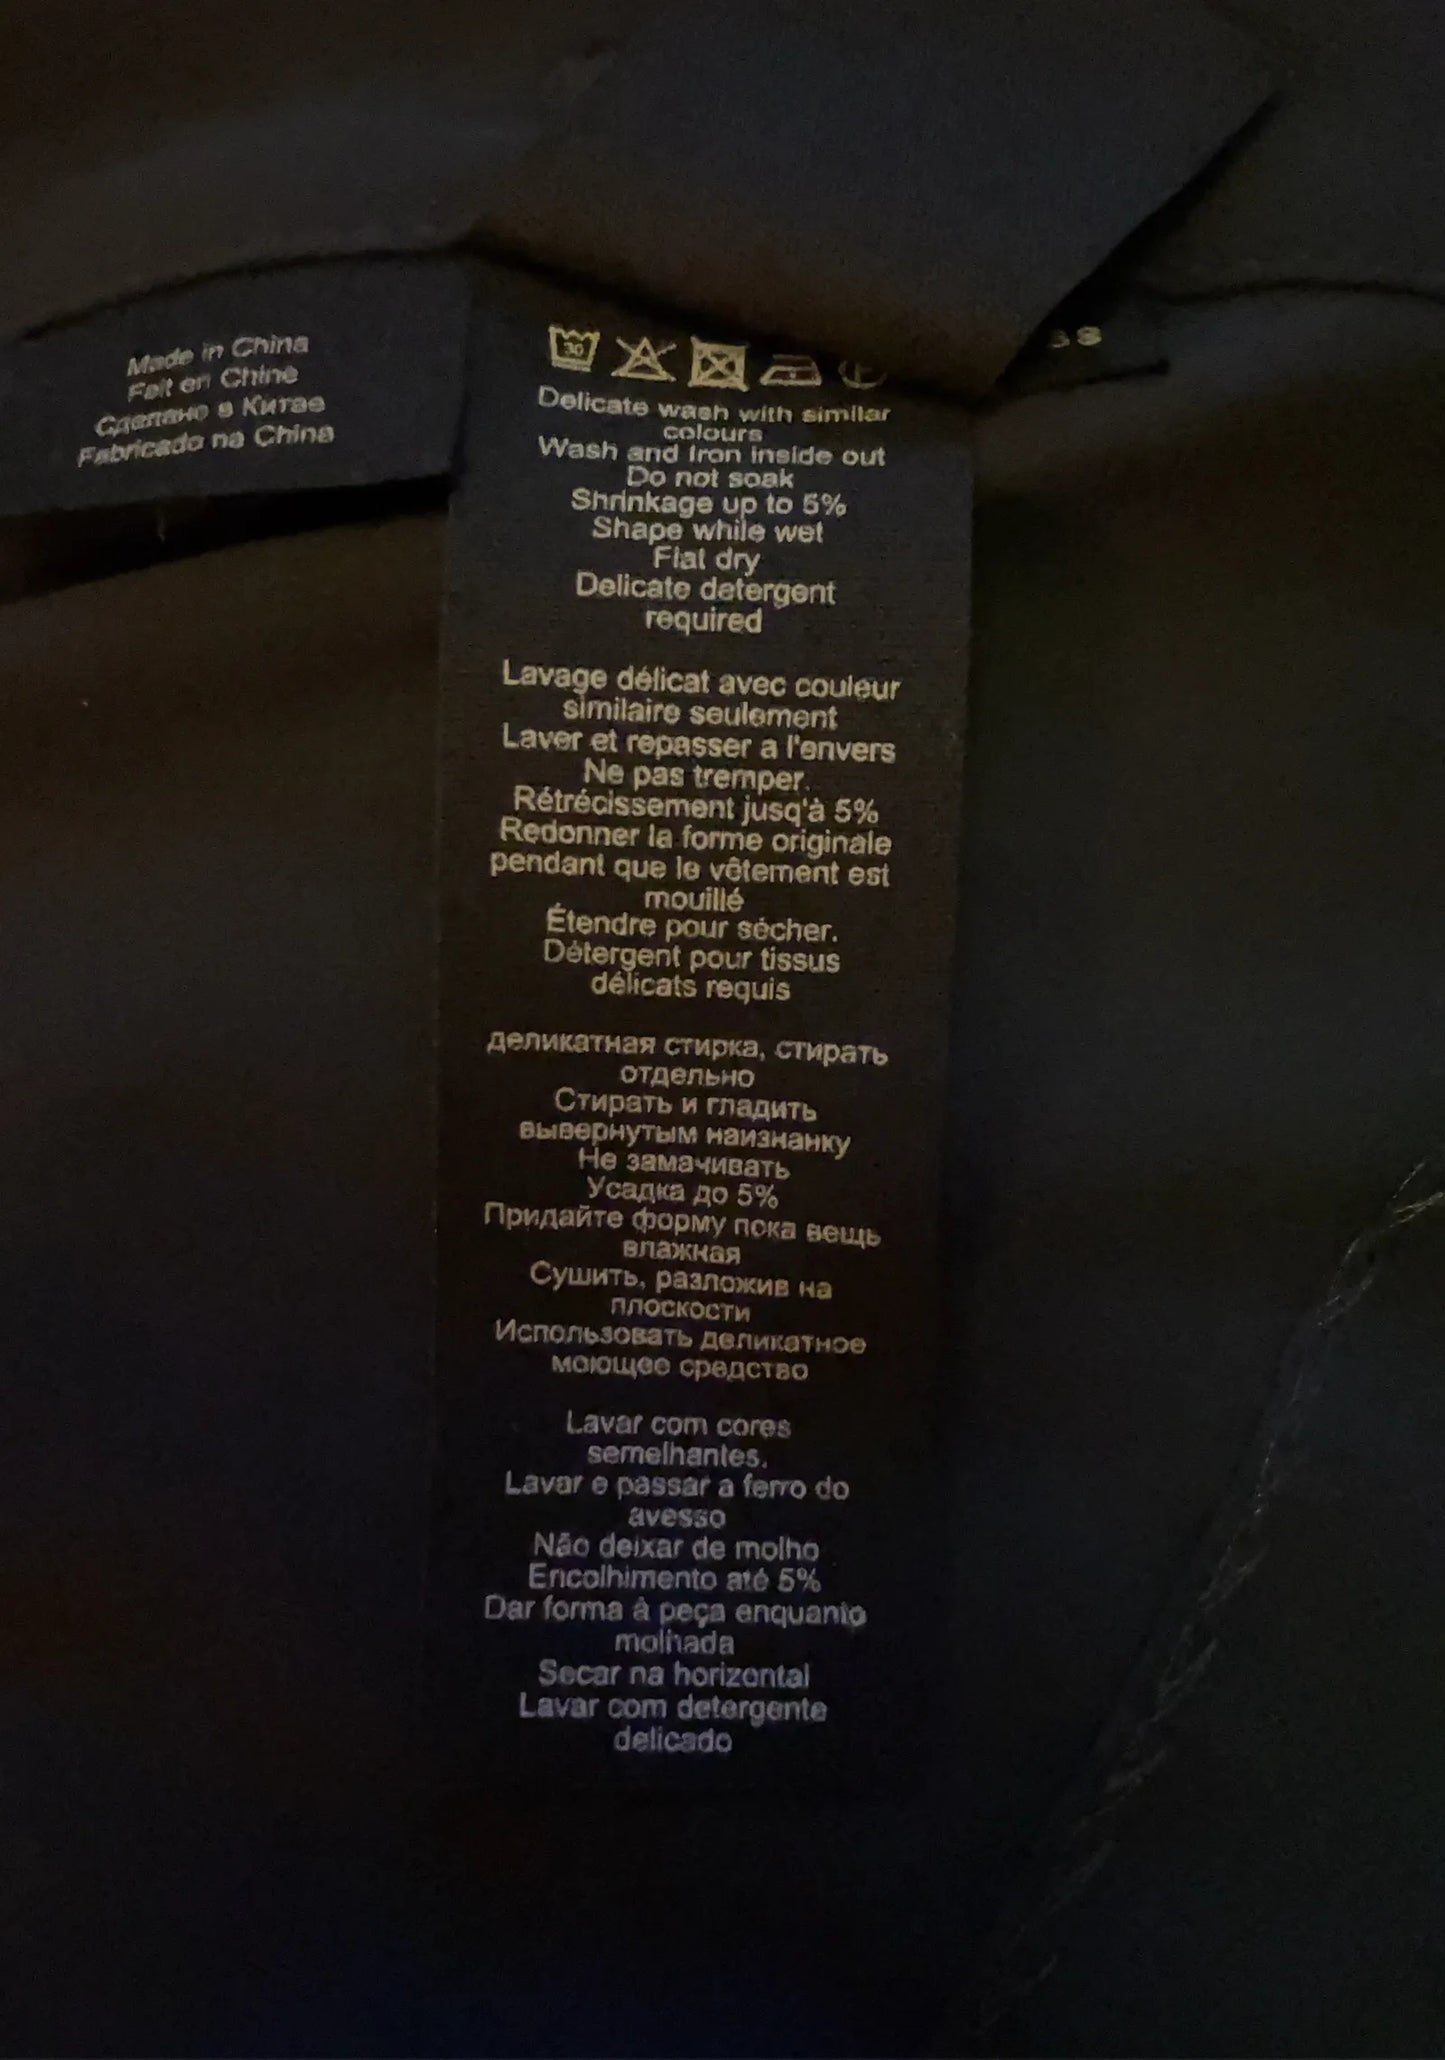 Made in China
Fait en Chine
Сделано в Китае
Fabricado na China
30
Delicate wash with similar
colours
Wash and Iron inside out
Do not soak
Shrinkage up to 5%
Shape while wet
Flat dry
Delicate detergent
required
Lavage délicat avec couleur
similaire seulement
Laver et repasser a l'envers
Ne pas tremper.
Rétrécissement jusq'à 5%
Redonner la forme originale
pendant que le vêtement est
mouillé
Étendre pour sécher.
Détergent pour tissus
délicats requis
деликатная стирка, стирать
отдельно
Стирать и гладить
вывернутым наизнанку
Не замачивать
Усадка до 5%
Придайте форму пока вещь
влажная
Сушить, разложив на
плоскости
Использовать деликатное
моющее средство
Lavar com cores
semelhantes.
Lavar e passar a ferro do
avesso
Não deixar de molho
Encolhimento até 5%
Dar forma à peça enquanto
molhada
Secar na horizontal
Lavar com detergente
delicado